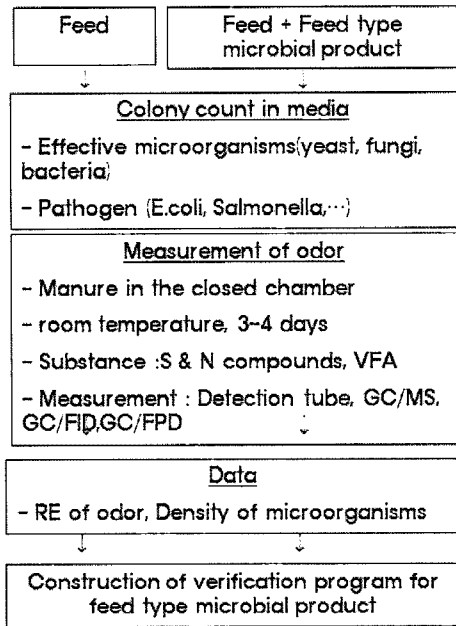 Feed
Feed + Feed type
microbial product
Colony count in media
- Effective microorganisms(yeast, fungi,
bacteria)
- Pathogen (E.coli, Salmonella,···)
Measurement of odor
- Manure in the closed chamber
- room temperature, 3-4 days
- Substance :S & N compounds, VFA
- Measurement : Detection tube, GC/MS,
GC/FID,GC/FPD
Data
- RE of odor, Density of microorganisms
Construction of verification program for
feed type microbial product